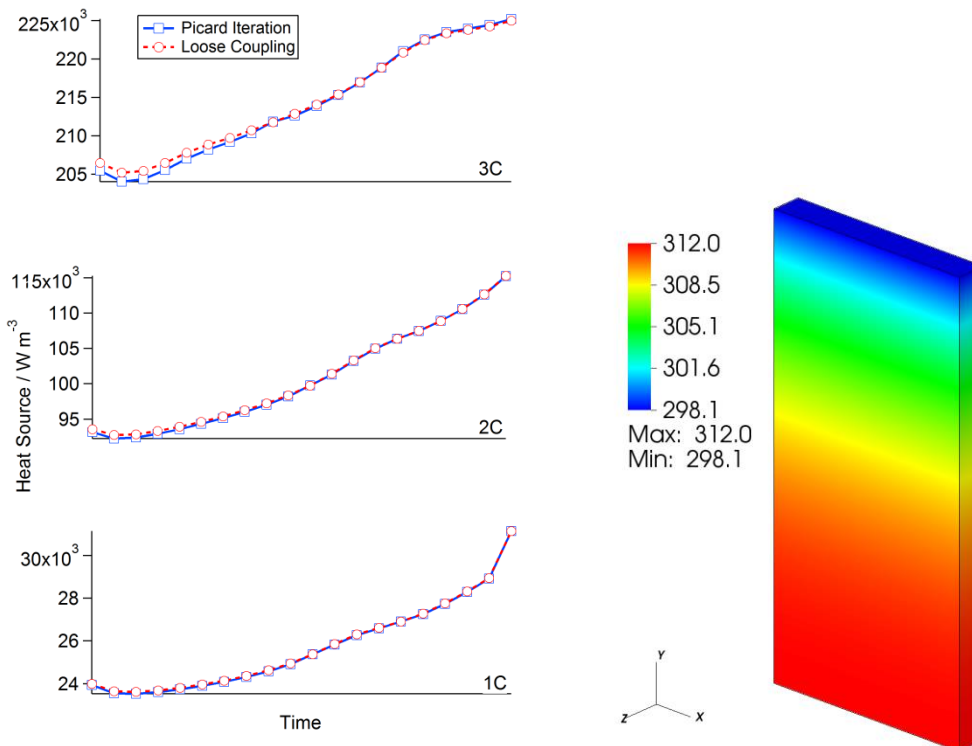 225x10³
220
215
210
205
Picard Iteration
Loose Coupling
3C
115x10³
110
105
100
95
2C
Heat Source / W m⁻³
30x10³
28
26
24
1C
Time
312.0
308.5
305.1
301.6
298.1
Max: 312.0
Min: 298.1
Y
Z
X